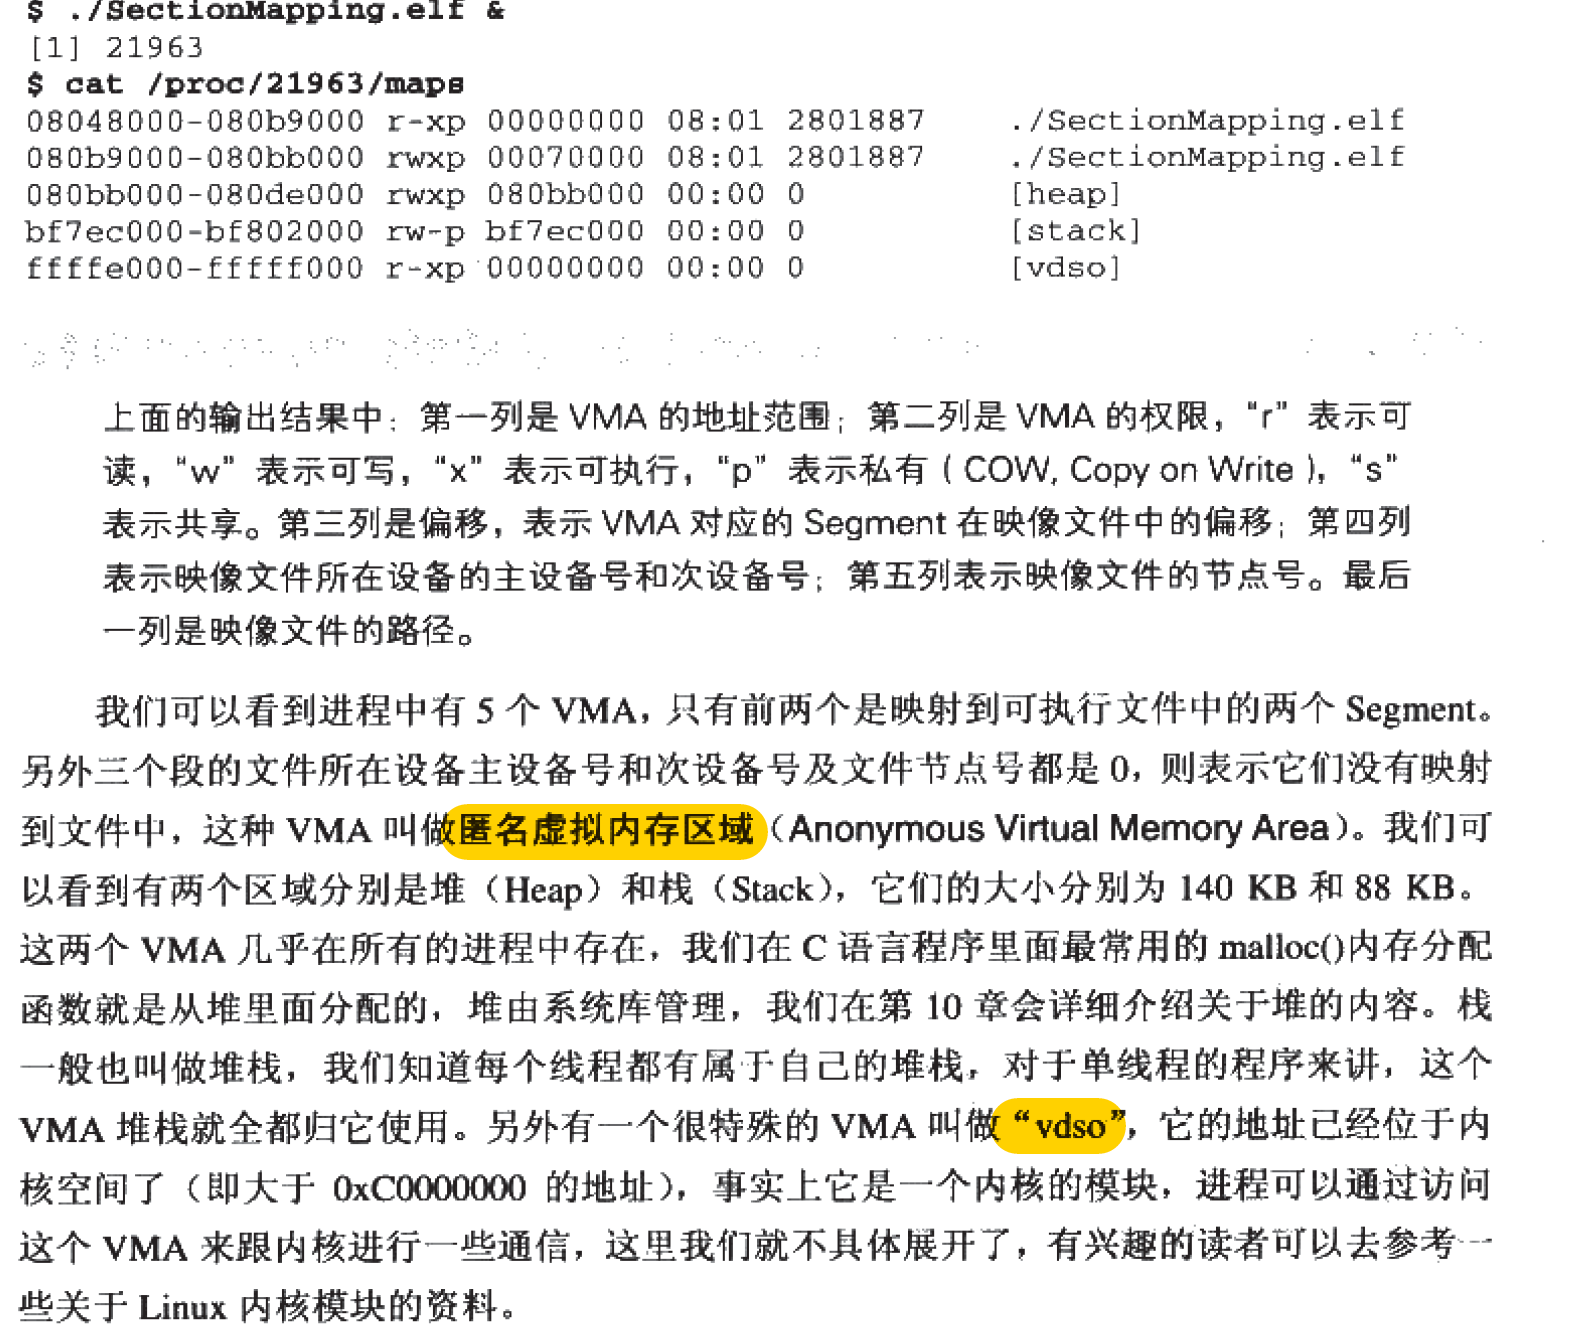 $ ./SectionMapping.elf &
[1] 21963
$ cat /proc/21963/maps
08048000-080b9000 r-xp 00000000 08:01 2801887 ./SectionMapping.elf
080b9000-080bb000 rwxp 00070000 08:01 2801887 ./SectionMapping.elf
080bb000-080de000 rwxp 080bb000 00:00 0 [heap]
bf7ec000-bf802000 rw-p bf7ec000 00:00 0 [stack]
ffffe000-fffff000 r-xp 00000000 00:00 0 [vdso]
上面的输出结果中：第一列是 VMA 的地址范围；第二列是 VMA 的权限，“r”表示可
读，“w”表示可写，“x”表示可执行，“p”表示私有（COW, Copy on Write），“s”
表示共享。第三列是偏移，表示 VMA 对应的 Segment 在映像文件中的偏移；第四列
表示映像文件所在设备的主设备号和次设备号；第五列表示映像文件的节点号。最后
一列是映像文件的路径。
我们可以看到进程中有 5 个 VMA，只有前两个是映射到可执行文件中的两个 Segment。
另外三个段的文件所在设备主设备号和次设备号及文件节点号都是 0，则表示它们没有映射
到文件中，这种 VMA 叫做匿名虚拟内存区域（Anonymous Virtual Memory Area）。我们可
以看到有两个区域分别是堆（Heap）和栈（Stack），它们的大小分别为 140 KB 和 88 KB。
这两个 VMA 几乎在所有的进程中存在，我们在 C 语言程序里面最常用的 malloc()内存分配
函数就是从堆里面分配的，堆由系统库管理，我们在第 10 章会详细介绍关于堆的内容。栈
一般也叫做堆栈，我们知道每个线程都有属于自己的堆栈，对于单线程的程序来讲，这个
VMA 堆栈就全都归它使用。另外有一个很特殊的 VMA 叫做“vdso”，它的地址已经位于内
核空间了（即大于 0xC0000000 的地址），事实上它是一个内核的模块，进程可以通过访问
这个 VMA 来跟内核进行一些通信，这里我们就不具体展开了，有兴趣的读者可以去参考一
些关于 Linux 内核模块的资料。